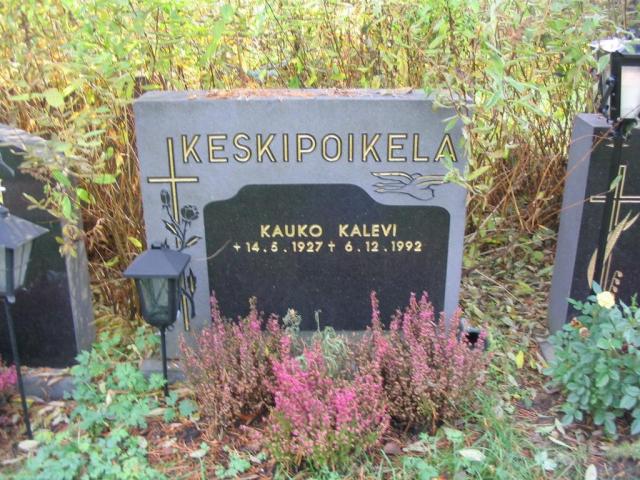 KESKIPOIKELA
KAUKO KALEVI
+ 14.5.1927 + 6.12.1992